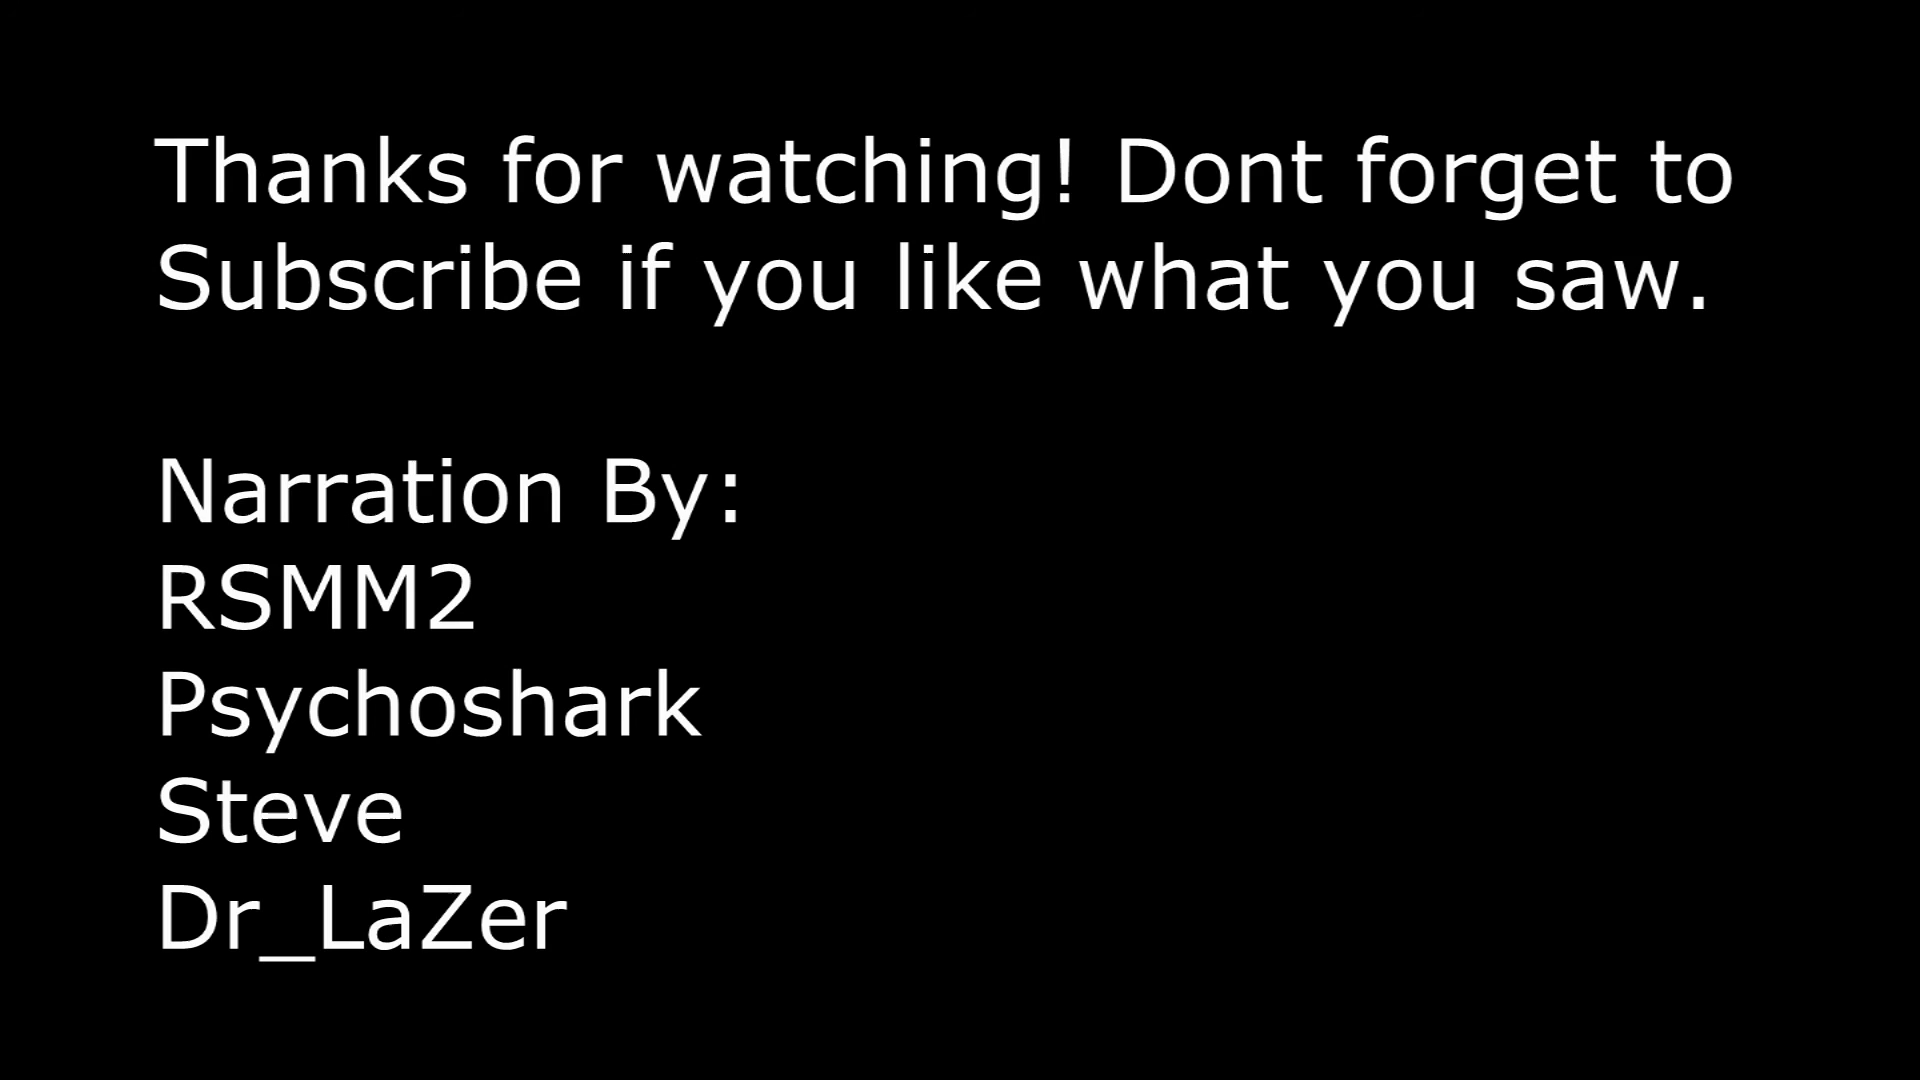 Thanks for watching! Dont forget to
Subscribe if you like what you saw.
Narration By:
RSMM2
Psychoshark
Steve
Dr_LaZer